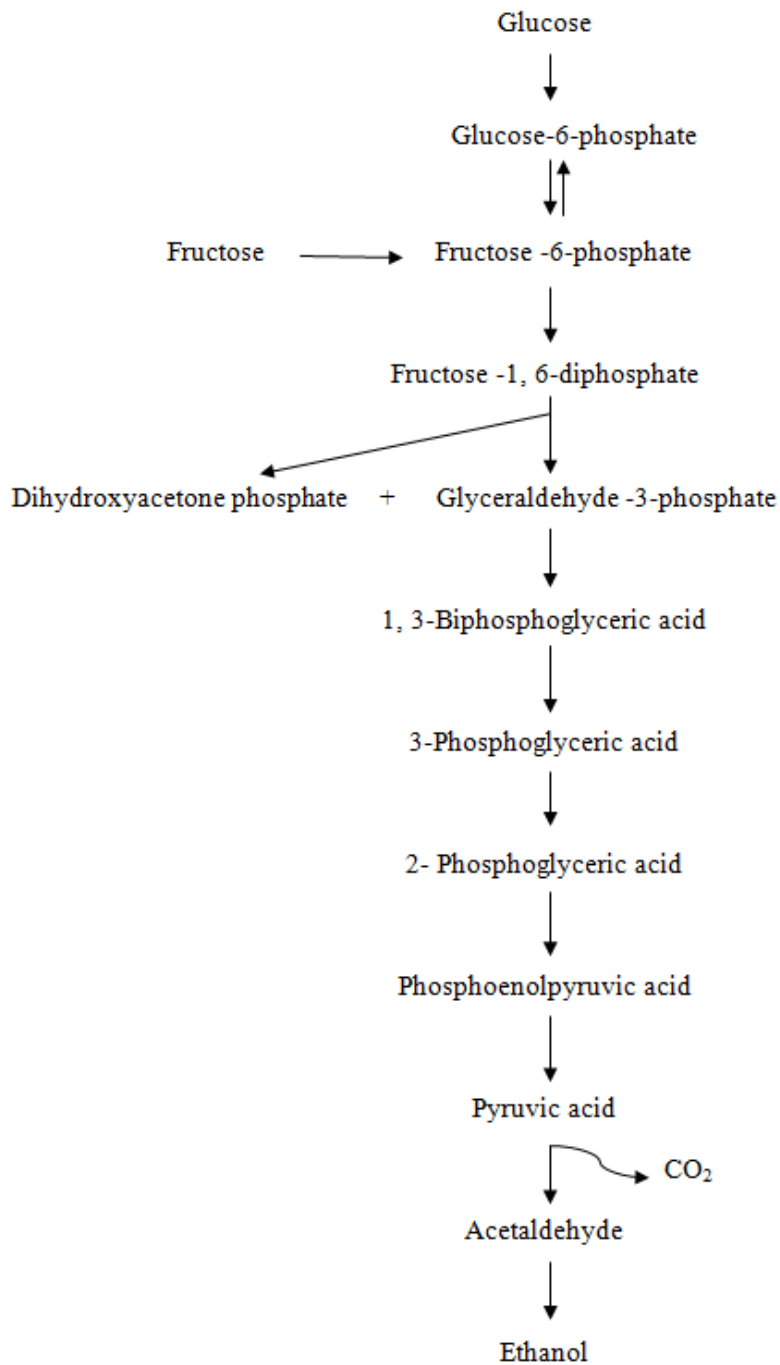 Glucose
Glucose-6-phosphate
Fructose Fructose -6-phosphate
Fructose -1, 6-diphosphate
Dihydroxyacetone phosphate + Glyceraldehyde -3-phosphate
1, 3-Biphosphoglyceric acid
3-Phosphoglyceric acid
2- Phosphoglyceric acid
Phosphoenolpyruvic acid
Pyruvic acid
CO₂
Acetaldehyde
Ethanol